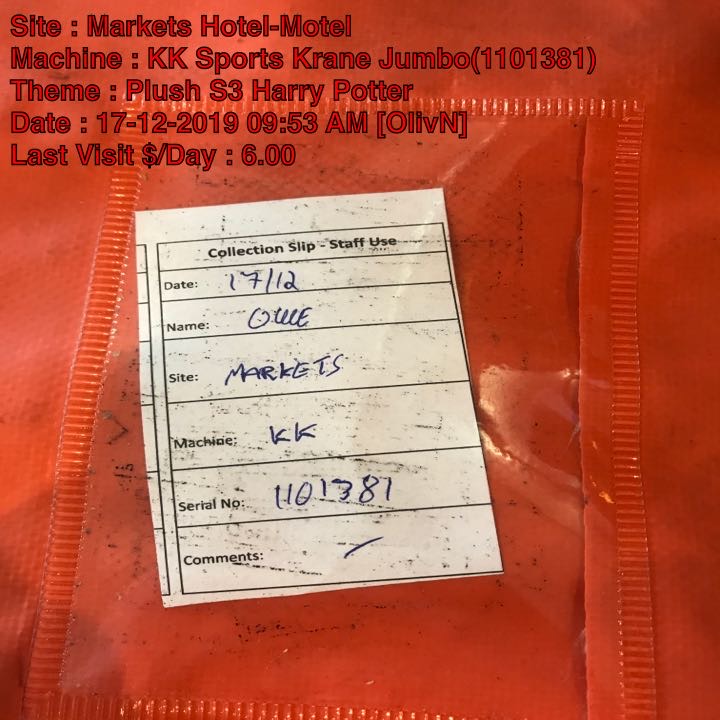 Site : Markets Hotel-Motel
Machine : KK Sports Krane Jumbo(1101381)
Theme : Plush S3 Harry Potter
Date : 17-12-2019 09:53 AM [OlivN]
Last Visit $/Day : 6.00
Collection Slip - Staff Use
Date: 17/12
Name: OLLIE
Site: MARKETS
Machine: KK
Serial No: 1101381
Comments: –